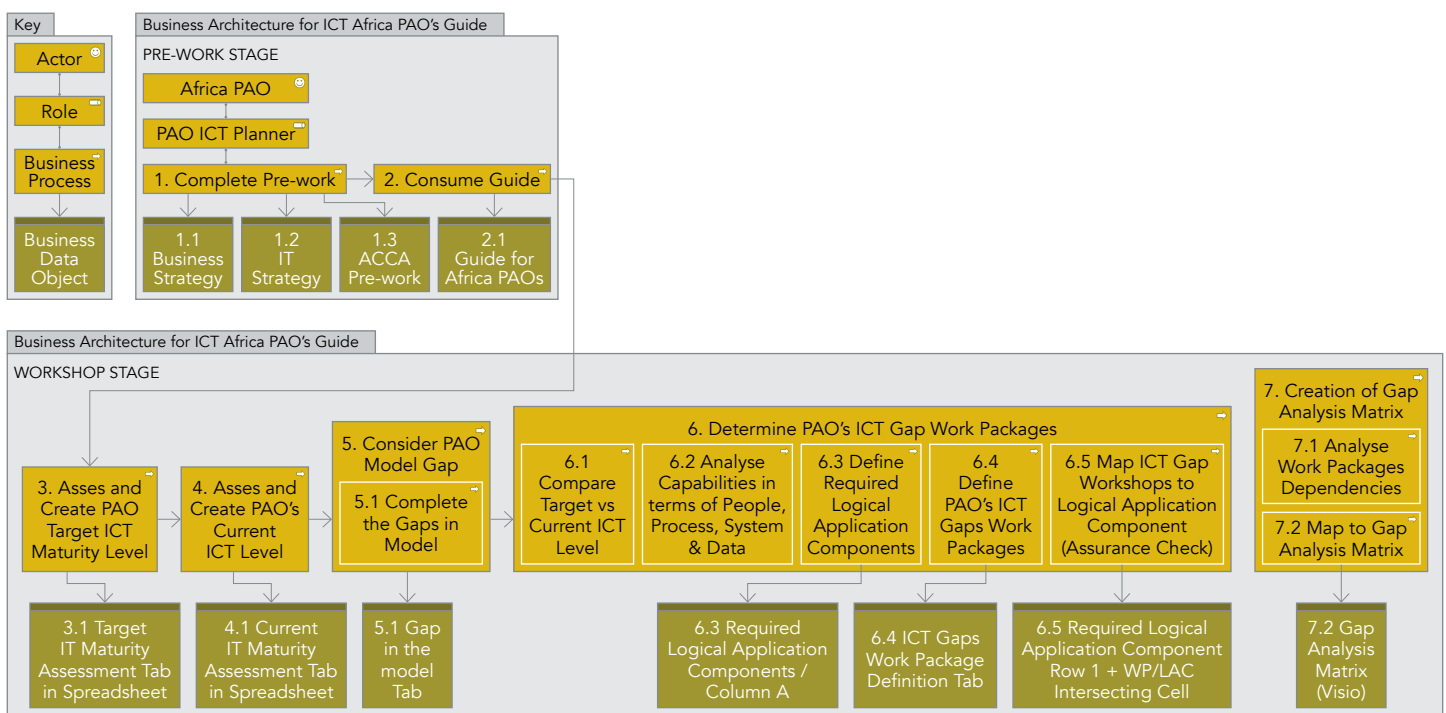 Key
Actor
Role
Business
Process
Business
Data
Object
Business Architecture for ICT Africa PAO's Guide
PRE-WORK STAGE
Africa PAO
PAO ICT Planner
1. Complete Pre-work
2. Consume Guide
1.1
Business
Strategy
1.2
IT
Strategy
1.3
ACCA
Pre-work
2.1
Guide for
Africa PAOs
Business Architecture for ICT Africa PAO's Guide
WORKSHOP STAGE
3. Asses and
Create PAO
Target ICT
Maturity Level
4. Asses and
Create PAO's
Current
ICT Level
5. Consider PAO
Model Gap
5.1 Complete
the Gaps in
Model
6. Determine PAO's ICT Gap Work Packages
6.1
Compare
Target vs
Current ICT
Level
6.2 Analyse
Capabilities in
terms of People,
Process, System
& Data
6.3 Define
Required
Logical
Application
Components
6.4
Define
PAO's ICT
Gaps Work
Packages
6.5 Map ICT Gap
Workshops to
Logical Application
Component
(Assurance Check)
7. Creation of Gap
Analysis Matrix
7.1 Analyse
Work Packages
Dependencies
7.2 Map to Gap
Analysis Matrix
3.1 Target
IT Maturity
Assessment Tab
in Spreadsheet
4.1 Current
IT Maturity
Assessment Tab
in Spreadsheet
5.1 Gap
in the
model
Tab
6.3 Required
Logical Application
Components /
Column A
6.4 ICT Gaps
Work Package
Definition Tab
6.5 Required Logical
Application Component
Row 1 + WP/LAC
Intersecting Cell
7.2 Gap
Analysis
Matrix
(Visio)